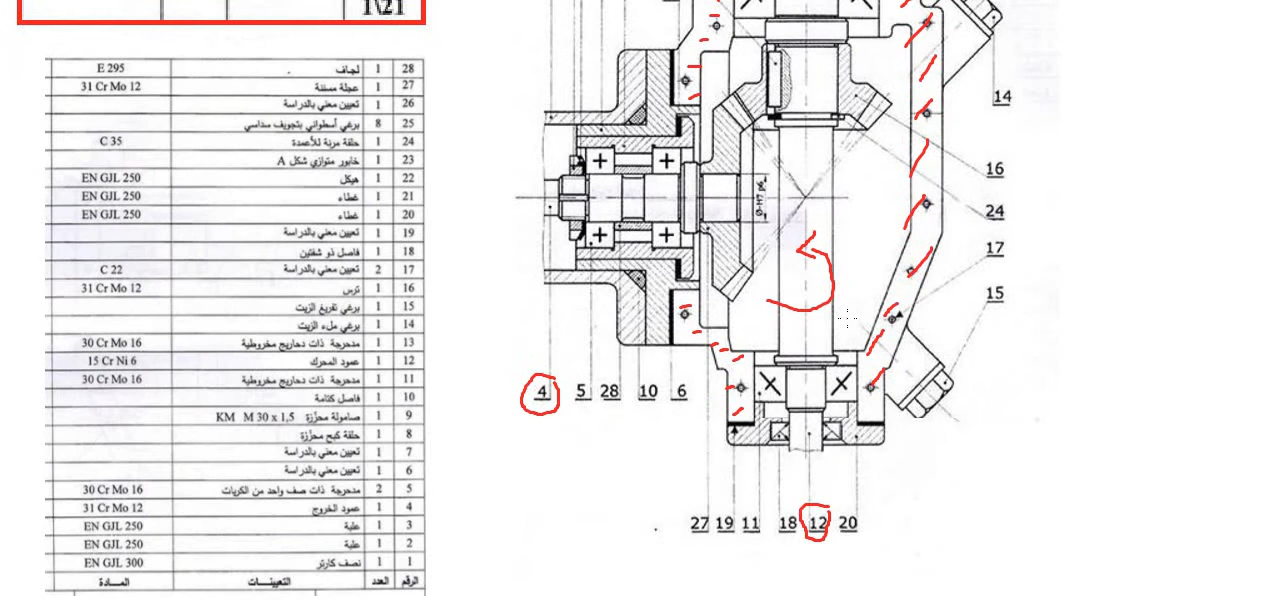 1\21
E 295 لجاف 1 28
31 Cr Mo 12 عجلة مسننة 1 27
تعيين معني بالدراسة 1 26
برغي أسطواني بتجويف سداسي 8 25
C 35 حلقة مرنة للأعمدة 1 24
خابور متوازي شكل A 1 23
EN GJL 250 هيكل 1 22
EN GJL 250 غطاء 1 21
EN GJL 250 غطاء 1 20
تعيين معني بالدراسة 1 19
فاصل ذو شفتين 1 18
C 22 تعيين معني بالدراسة 2 17
31 Cr Mo 12 ترس 1 16
برغي تفريغ الزيت 1 15
برغي ملء الزيت 1 14
30 Cr Mo 16 مدحرجة ذات دحاريج مخروطية 1 13
15 Cr Ni 6 عمود المحرك 1 12
30 Cr Mo 16 مدحرجة ذات دحاريج مخروطية 1 11
فاصل كتامة 1 10
صامولة محززة KM M 30 x 1,5 1 9
حلقة كبح محززة 1 8
تعيين معني بالدراسة 1 7
تعيين معني بالدراسة 1 6
30 Cr Mo 16 مدحرجة ذات صف واحد من الكريات 2 5
31 Cr Mo 12 عمود الخروج 1 4
EN GJL 250 علبة 1 3
EN GJL 250 علبة 1 2
EN GJL 300 نصف كارتر 1 1
المــادة التعيينــات العدد الرقم
14
16
24
17
15
Ø-H7 p6
4 5 28 10 6
27 19 11 18 12 20